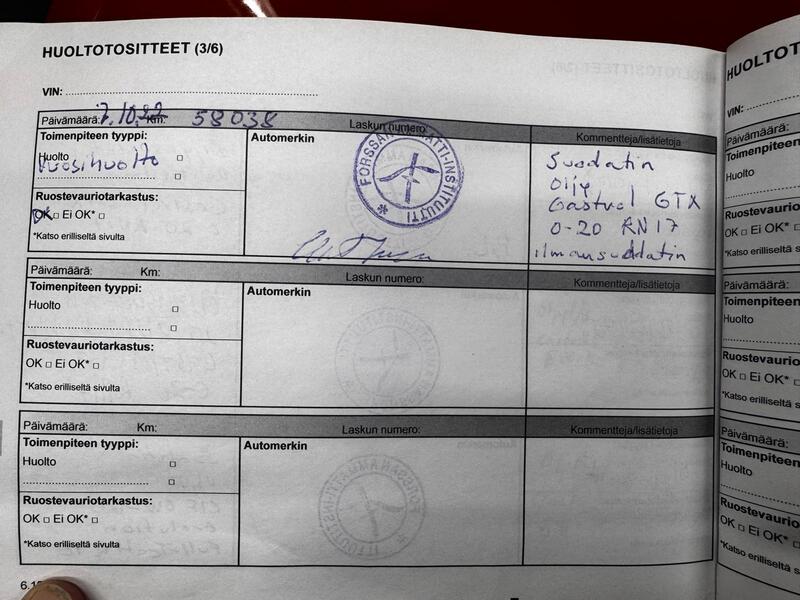 HUOLTOTOSITTEET (3/6)
VIN:
Päivämäärä: 7.10.22 Km: 58038 Laskun numero: Kommentteja/lisätietoja
Toimenpiteen tyyppi:
Huolto
Vuosihuolto
Ruostevauriotarkastus:
OK Ei OK*
*Katso erilliseltä sivulta
Automerkin
FORSSAN AMMATTI-INSTITUUTTI
Suodatin
Öljy
Castrol GTX
0-20 RN17
ilmansuodatin
Päivämäärä: Km: Laskun numero: Kommentteja/lisätietoja
Toimenpiteen tyyppi:
Huolto
Ruostevauriotarkastus:
OK Ei OK*
*Katso erilliseltä sivulta
Automerkin
Päivämäärä: Km: Laskun numero: Kommentteja/lisätietoja
Toimenpiteen tyyppi:
Huolto
Ruostevauriotarkastus:
OK Ei OK*
*Katso erilliseltä sivulta
Automerkin
HUOLTOT
VIN:
Päivämäärä:
Toimenpiteen
Huolto
Ruostevaurio
OK Ei OK*
*Katso erilliseltä
Päivämäärä:
Toimenpiteen
Huolto
Ruostevaurio
OK Ei OK*
*Katso erilliseltä
Päivämäärä:
Toimenpiteen
Huolto
Ruostevaurio
OK Ei OK*
*Katso erilliseltä